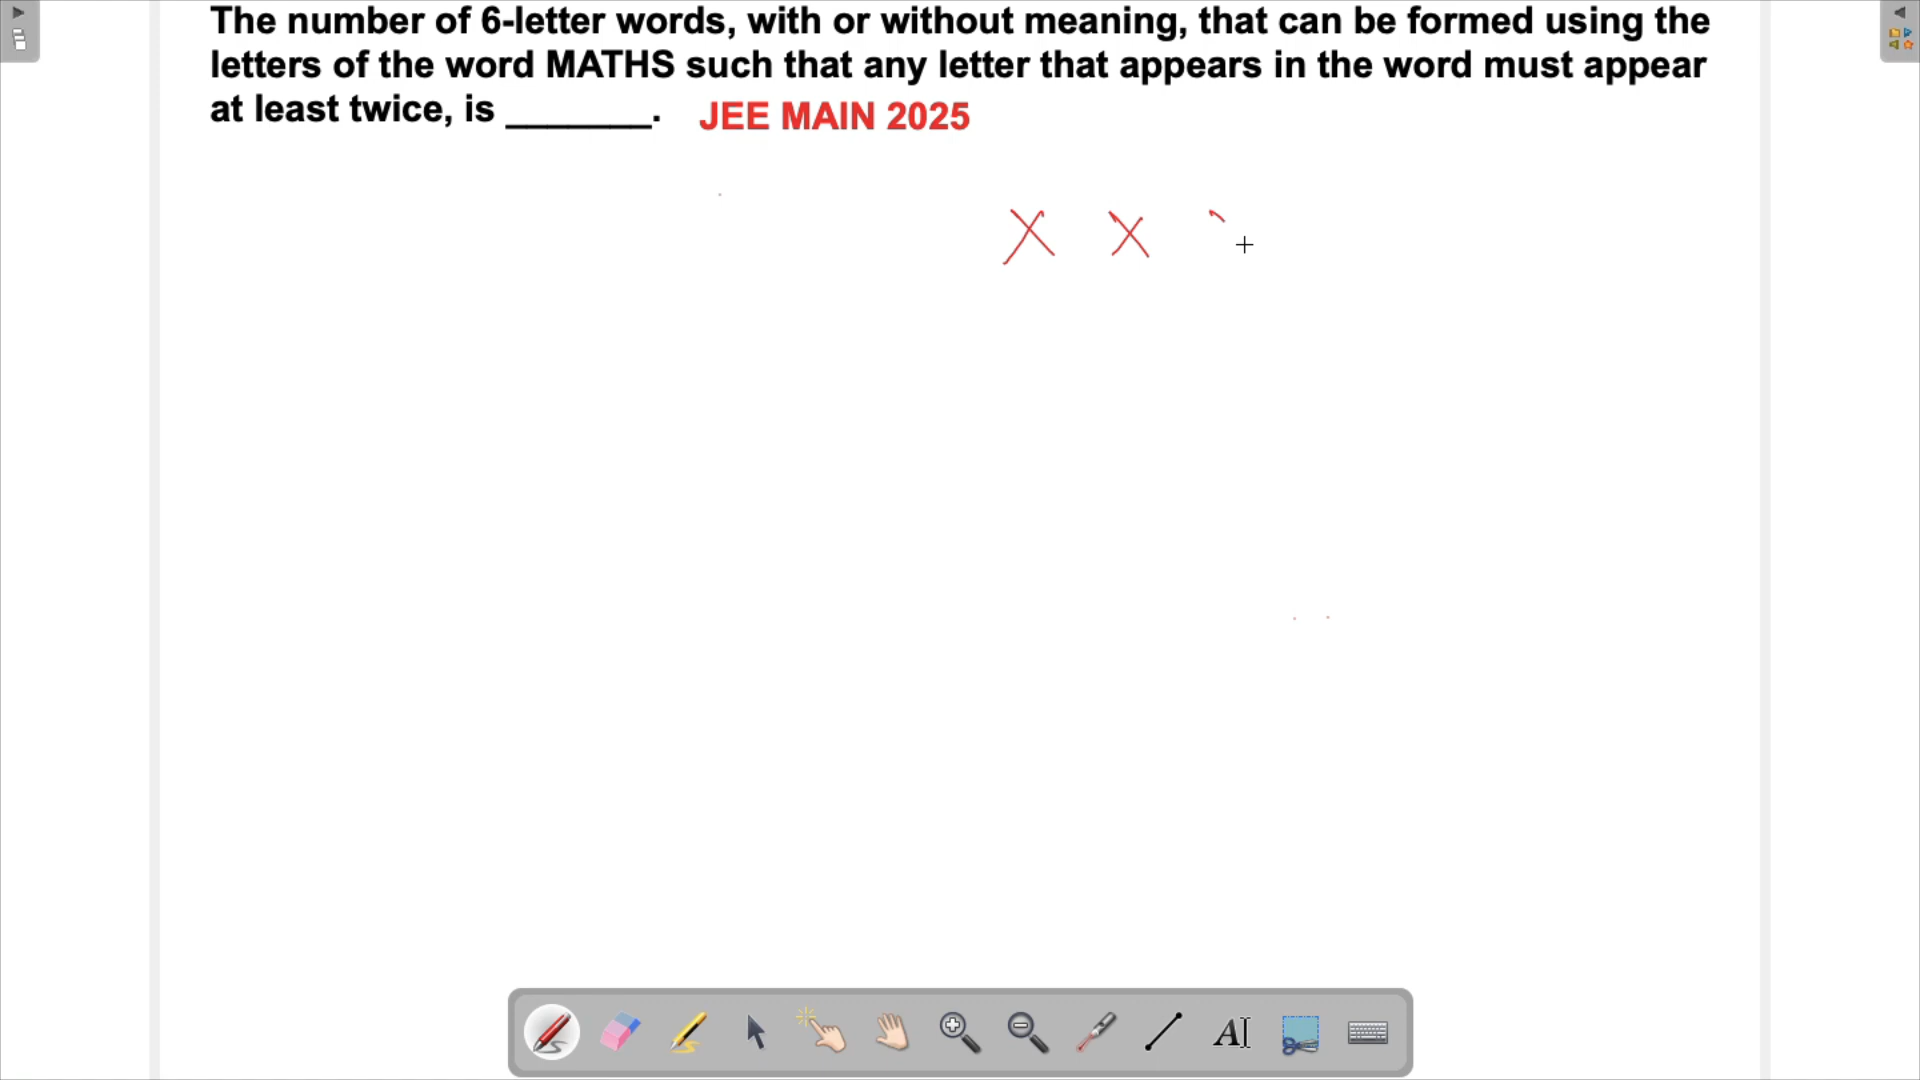 The number of 6-letter words, with or without meaning, that can be formed using the
letters of the word MATHS such that any letter that appears in the word must appear
at least twice, is _______. JEE MAIN 2025
X X
AI